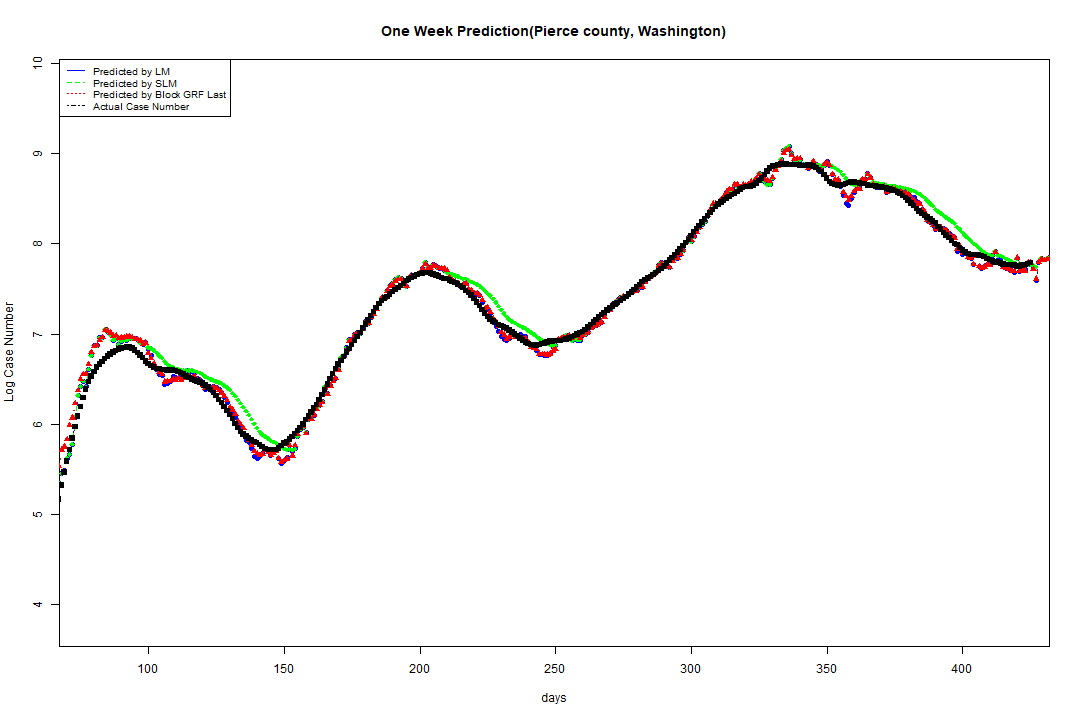 One Week Prediction(Pierce county, Washington)
Predicted by LM
Predicted by SLM
Predicted by Block GRF Last
Actual Case Number
Log Case Number
10
9
8
7
6
5
4
100 150 200 250 300 350 400
days